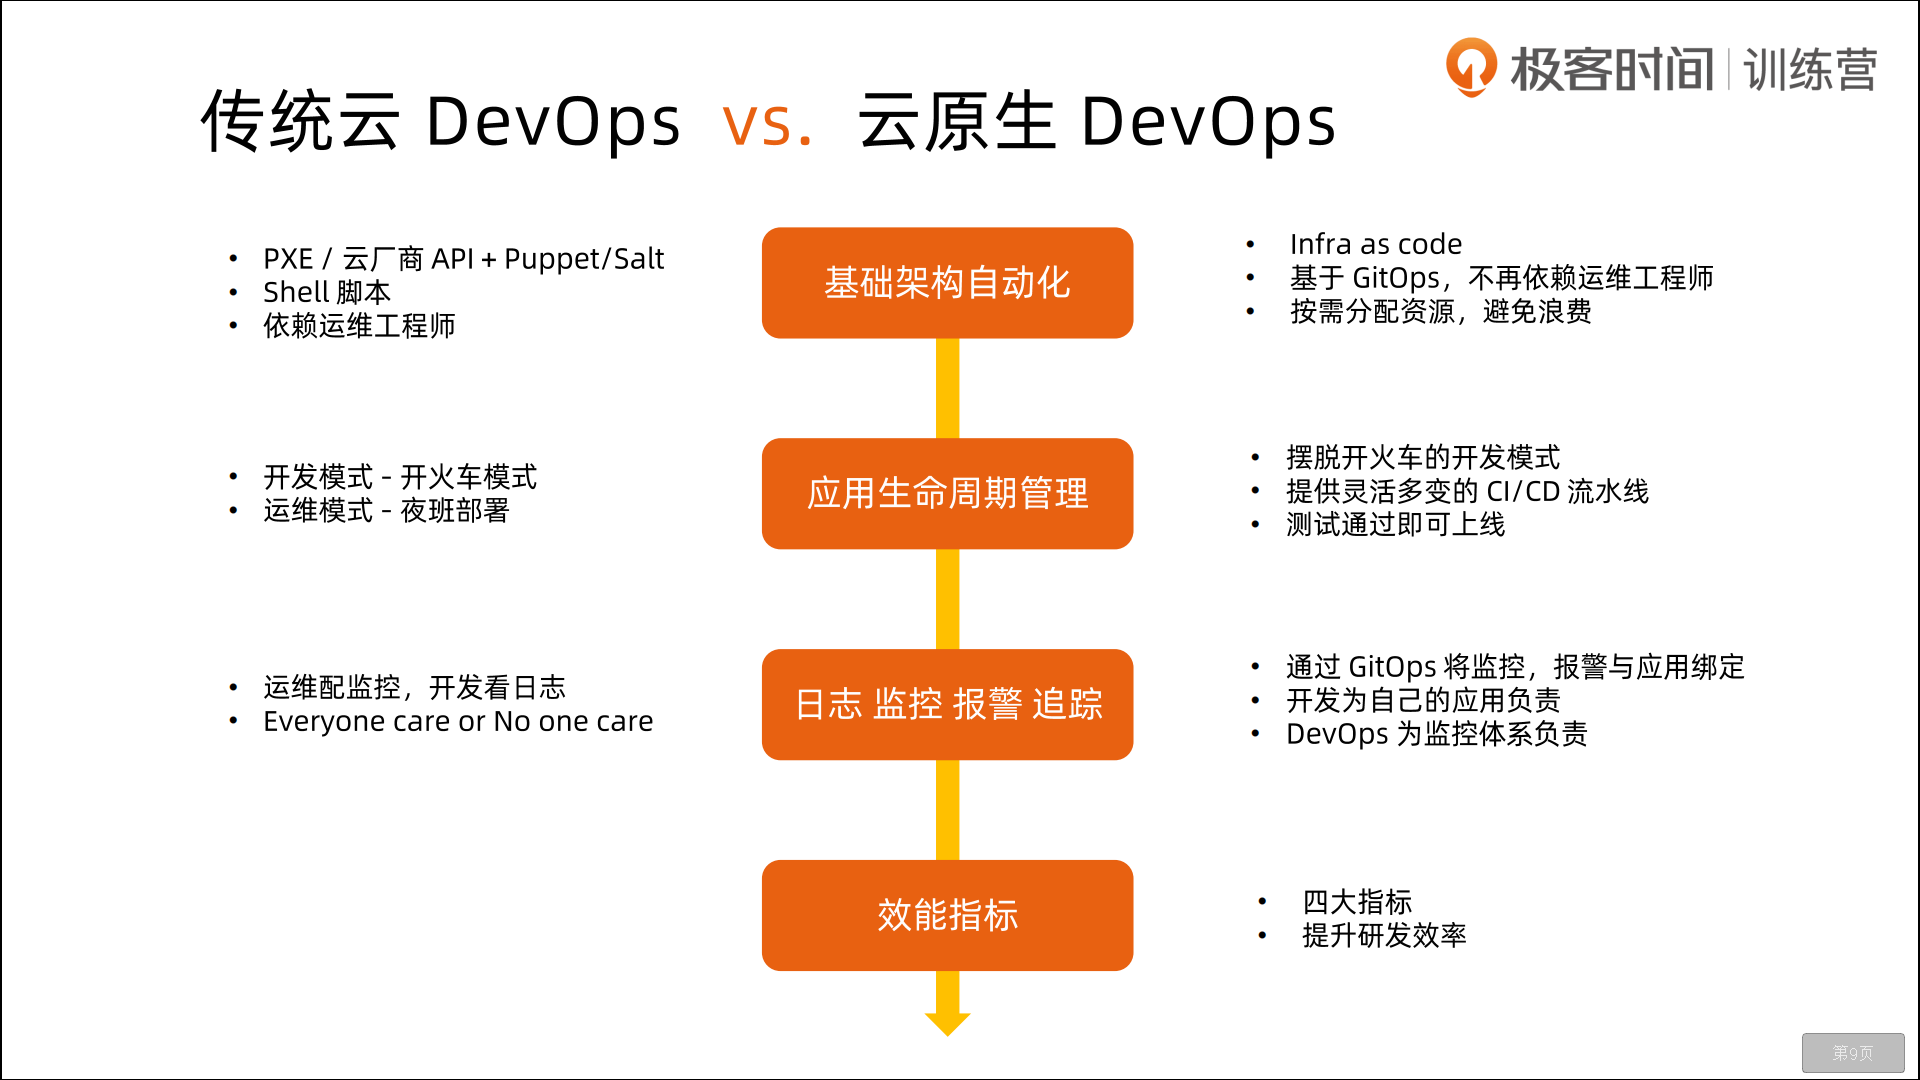 极客时间 | 训练营
传统云 DevOps vs. 云原生 DevOps
• PXE / 云厂商 API + Puppet/Salt
• Shell 脚本
• 依赖运维工程师
基础架构自动化
• Infra as code
• 基于 GitOps，不再依赖运维工程师
• 按需分配资源，避免浪费
• 开发模式 - 开火车模式
• 运维模式 - 夜班部署
应用生命周期管理
• 摆脱开火车的开发模式
• 提供灵活多变的 CI/CD 流水线
• 测试通过即可上线
• 运维配监控，开发看日志
• Everyone care or No one care
日志 监控 报警 追踪
• 通过 GitOps 将监控，报警与应用绑定
• 开发为自己的应用负责
• DevOps 为监控体系负责
效能指标
• 四大指标
• 提升研发效率
第9页